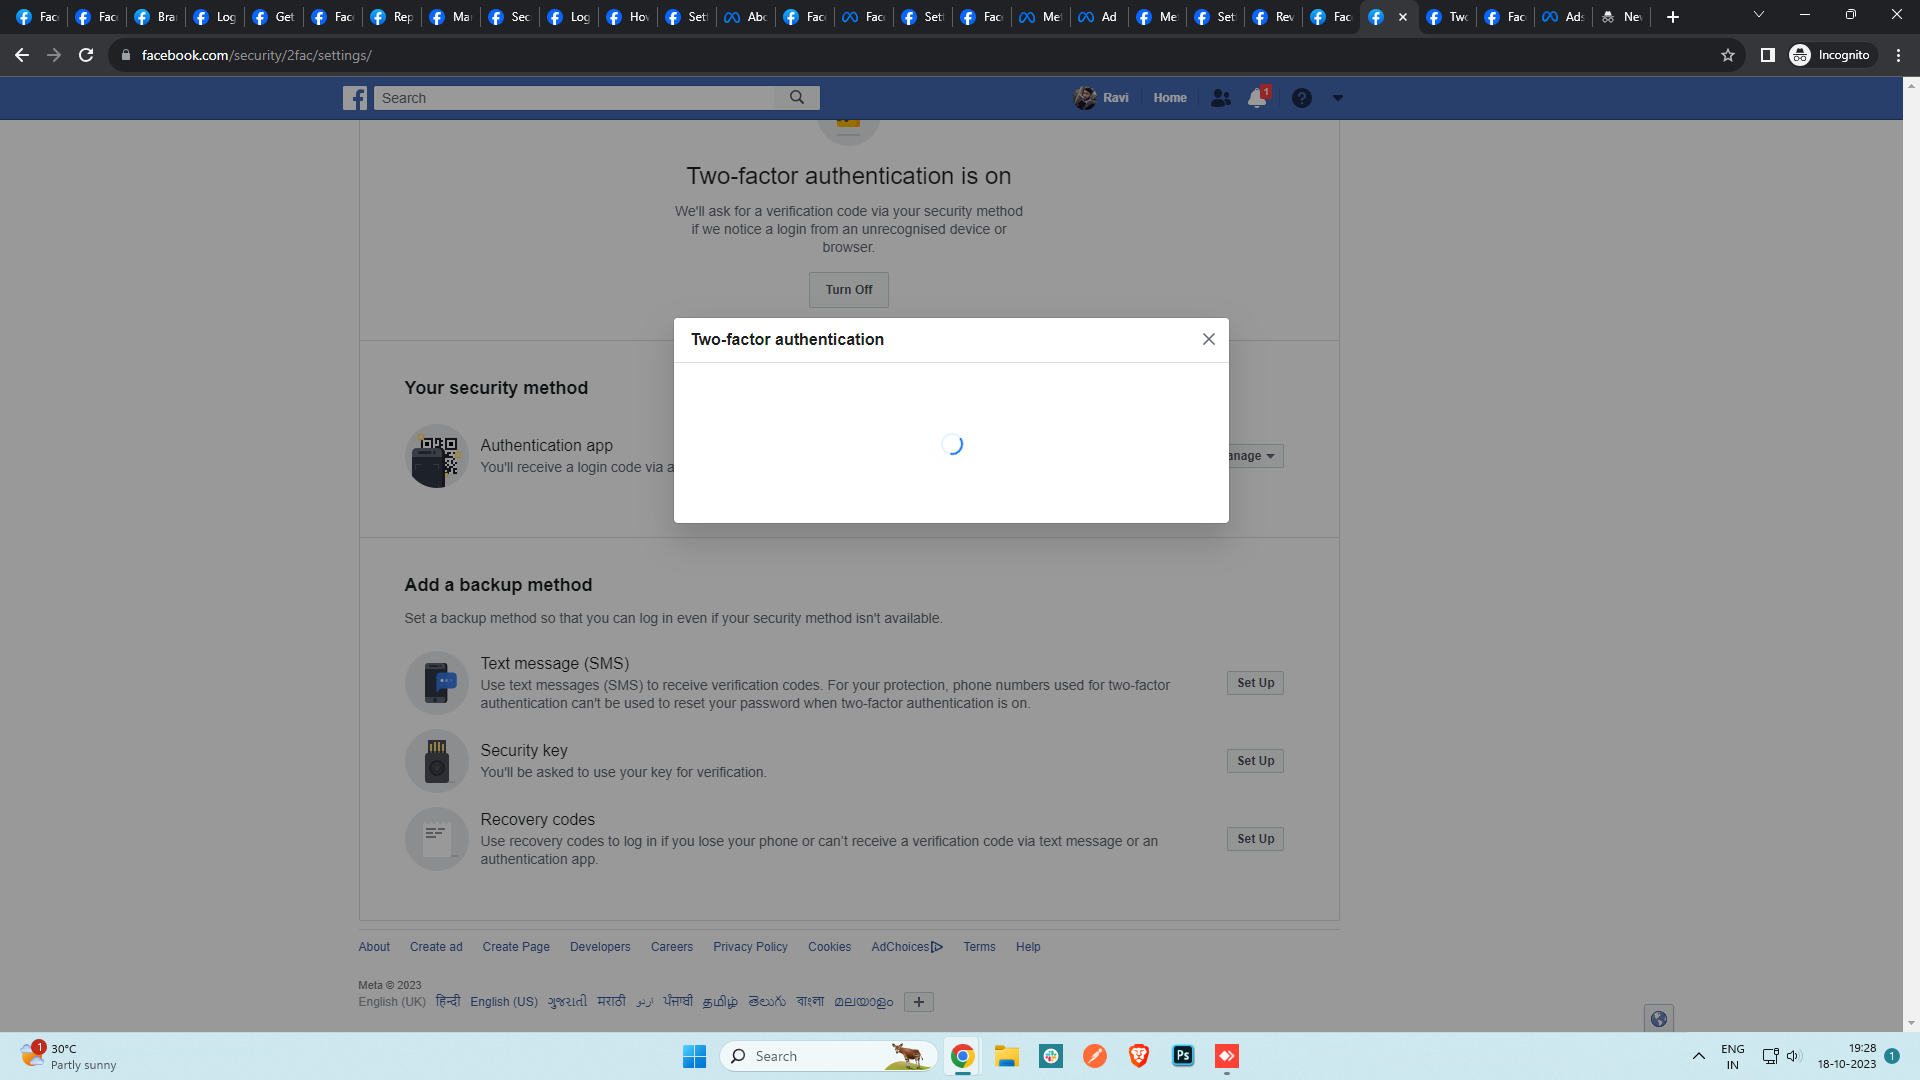 Fac
Fac
Bra
Log
Get
Fac
Rep
Ma
Sec
Log
Hov
Sett
Abc
Fac
Fac
Sett
Fac
Met
Ad
Me
Set
Rev
Fac
Two
Fac
Ads
Nev
facebook.com/security/2fac/settings/
Incognito
Search
Ravi
Home
1
Two-factor authentication is on
We'll ask for a verification code via your security method
if we notice a login from an unrecognised device or
browser.
Turn Off
Two-factor authentication
Your security method
Authentication app
You'll receive a login code via a
anage
Add a backup method
Set a backup method so that you can log in even if your security method isn't available.
Text message (SMS)
Use text messages (SMS) to receive verification codes. For your protection, phone numbers used for two-factor
authentication can't be used to reset your password when two-factor authentication is on.
Set Up
Security key
You'll be asked to use your key for verification.
Set Up
Recovery codes
Use recovery codes to log in if you lose your phone or can't receive a verification code via text message or an
authentication app.
Set Up
About Create ad Create Page Developers Careers Privacy Policy Cookies AdChoices Terms Help
Meta © 2023
English (UK) हिन्दी English (US) ગુજરાતી मराठी اردو ਪੰਜਾਬੀ தமிழ் తెలుగు বাংলা മലയാളം
1
30°C
Partly sunny
Search
Ps
ENG
IN
19:28
18-10-2023
1